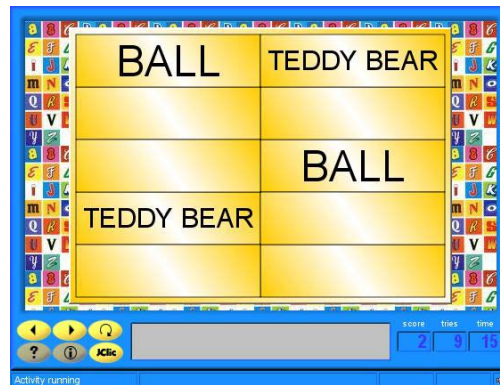 BALL TEDDY BEAR
BALL
TEDDY BEAR
score tries time
? i JClic
2 9 15
Activity running